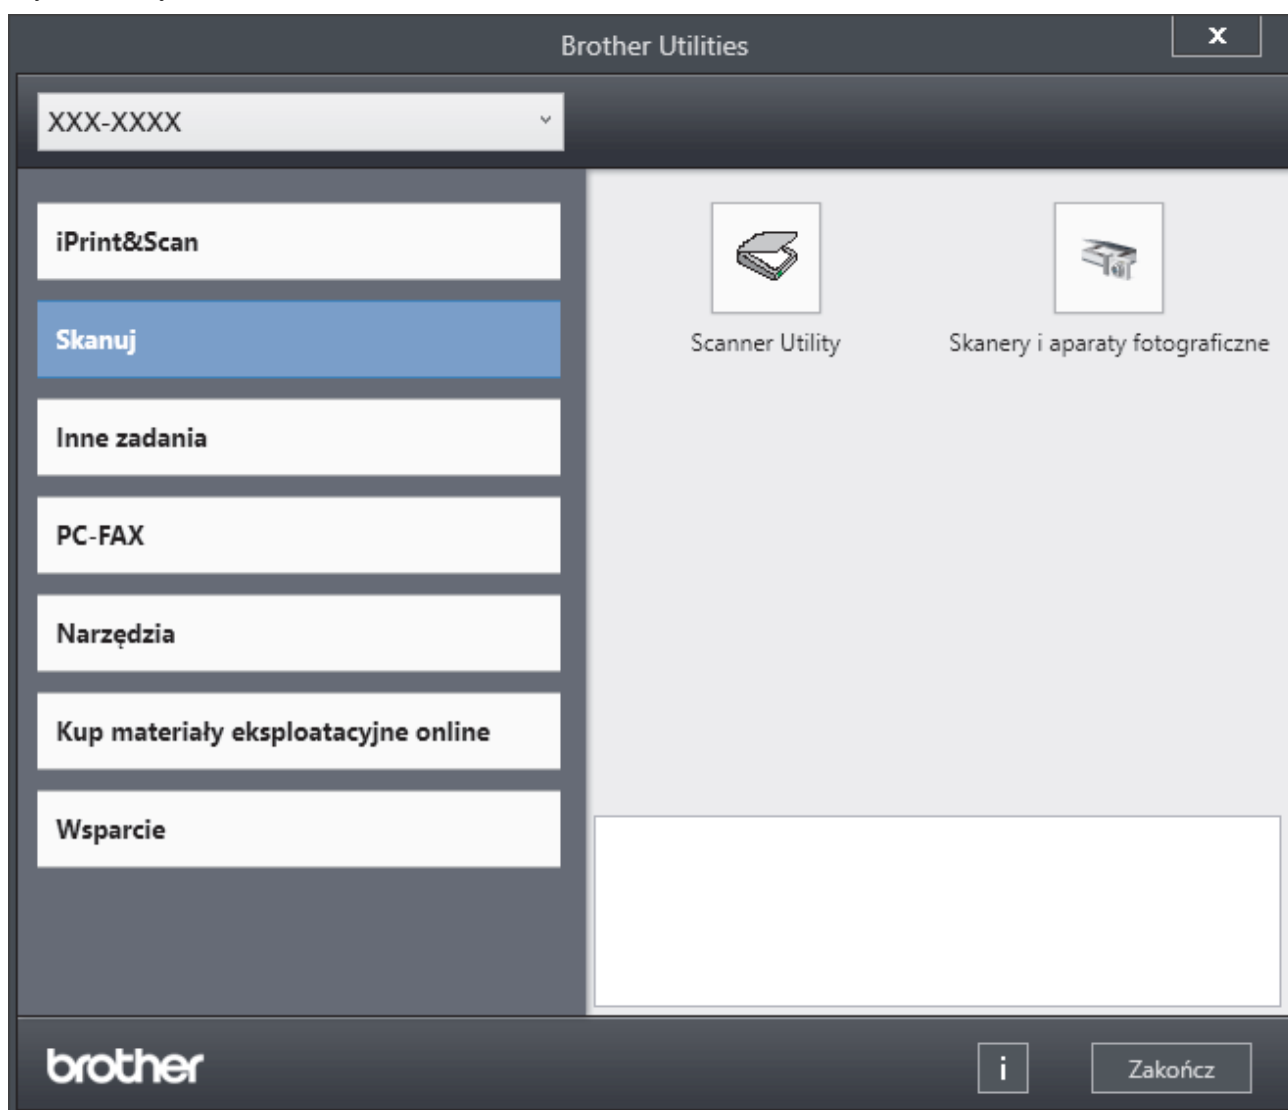 Brother Utilities
x
XXX-XXXX
iPrint&Scan
Skanuj
Inne zadania
PC-FAX
Narzędzia
Kup materiały eksploatacyjne online
Wsparcie
Scanner Utility
Skanery i aparaty fotograficzne
brother
i
Zakończ